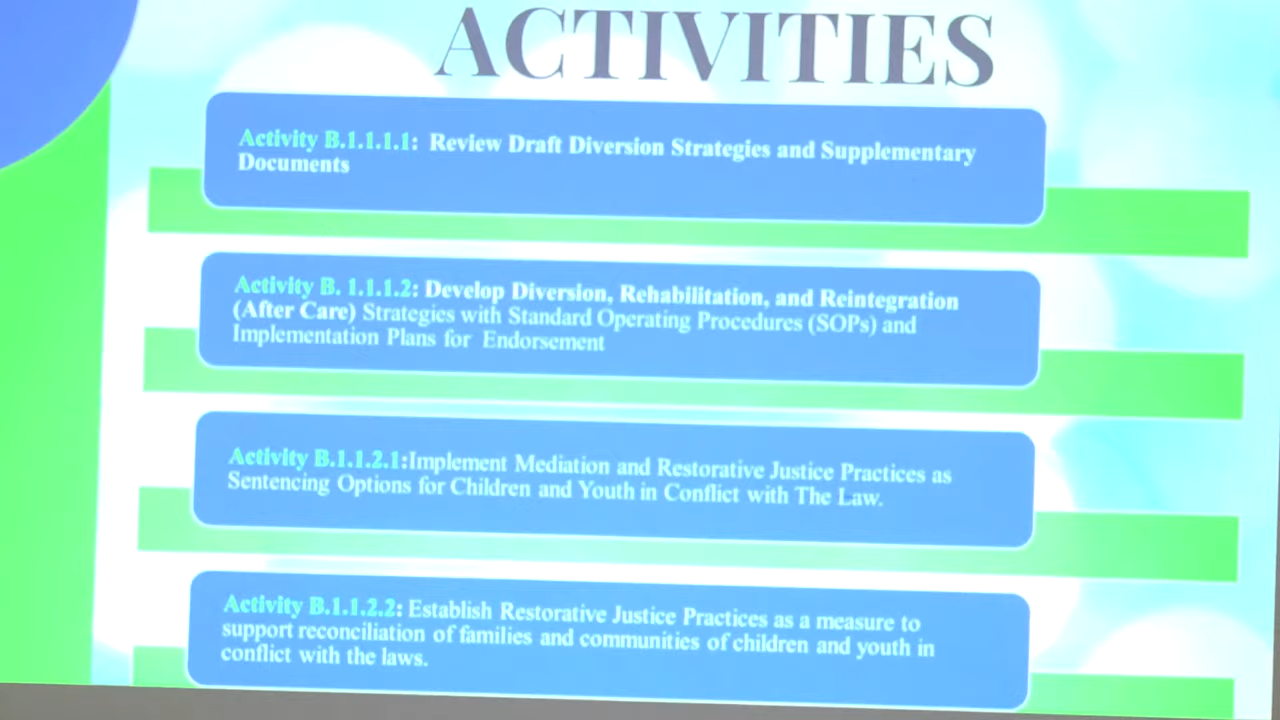 ACTIVITIES
Activity B.1.1.1.1: Review Draft Diversion Strategies and Supplementary
Documents
Activity B. 1.1.1.2: Develop Diversion, Rehabilitation, and Reintegration
(After Care) Strategies with Standard Operating Procedures (SOPs) and
Implementation Plans for Endorsement
Activity B.1.1.2.1:Implement Mediation and Restorative Justice Practices as
Sentencing Options for Children and Youth in Conflict with The Law.
Activity B.1.1.2.2: Establish Restorative Justice Practices as a measure to
support reconciliation of families and communities of children and youth in
conflict with the laws.